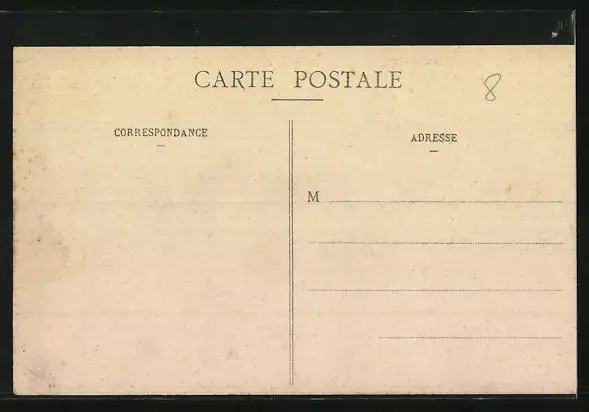 CARTE POSTALE
8
CORRESPONDANCE
ADRESSE
M